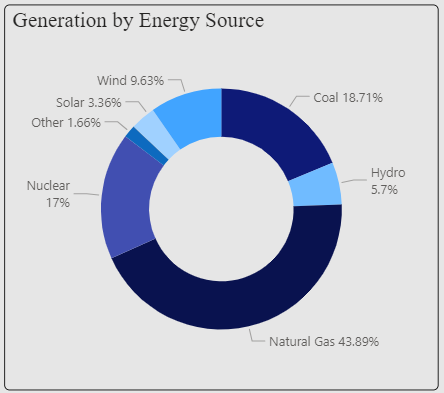 Generation by Energy Source
Wind 9.63%
Solar 3.36%
Other 1.66%
Coal 18.71%
Hydro
5.7%
Nuclear
17%
Natural Gas 43.89%